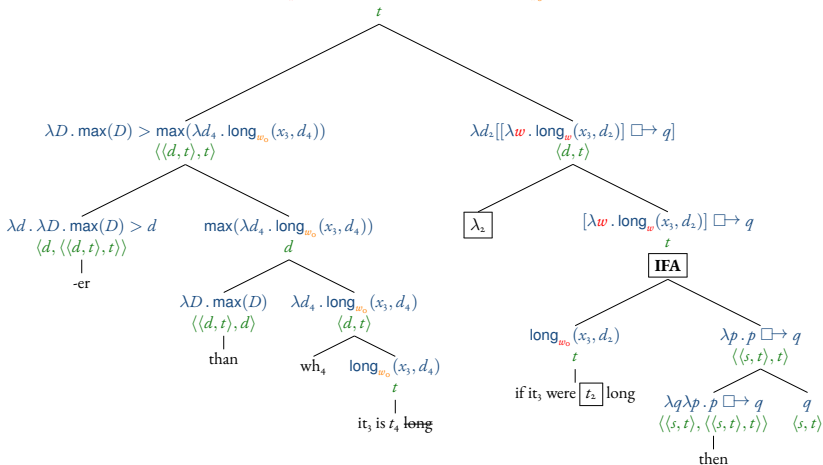 t
λD . max(D) > max(λd₄ . long_w₀(x₃, d₄))
⟨⟨d, t⟩, t⟩
λd₂[[λw . long_w(x₃, d₂)] □→ q]
⟨d, t⟩
λd . λD . max(D) > d
⟨d, ⟨⟨d, t⟩, t⟩⟩
-er
max(λd₄ . long_w₀(x₃, d₄))
d
λ₂
[λw . long_w(x₃, d₂)] □→ q
t
IFA
λD . max(D)
⟨⟨d, t⟩, d⟩
than
λd₄ . long_w₀(x₃, d₄)
⟨d, t⟩
wh₄
long_w₀(x₃, d₄)
t
it₃ is t₄ long
long_w₀(x₃, d₂)
t
if it₃ were t₂ long
λp . p □→ q
⟨⟨s, t⟩, t⟩
λqλp . p □→ q
⟨⟨s, t⟩, ⟨⟨s, t⟩, t⟩⟩
then
q
⟨s, t⟩